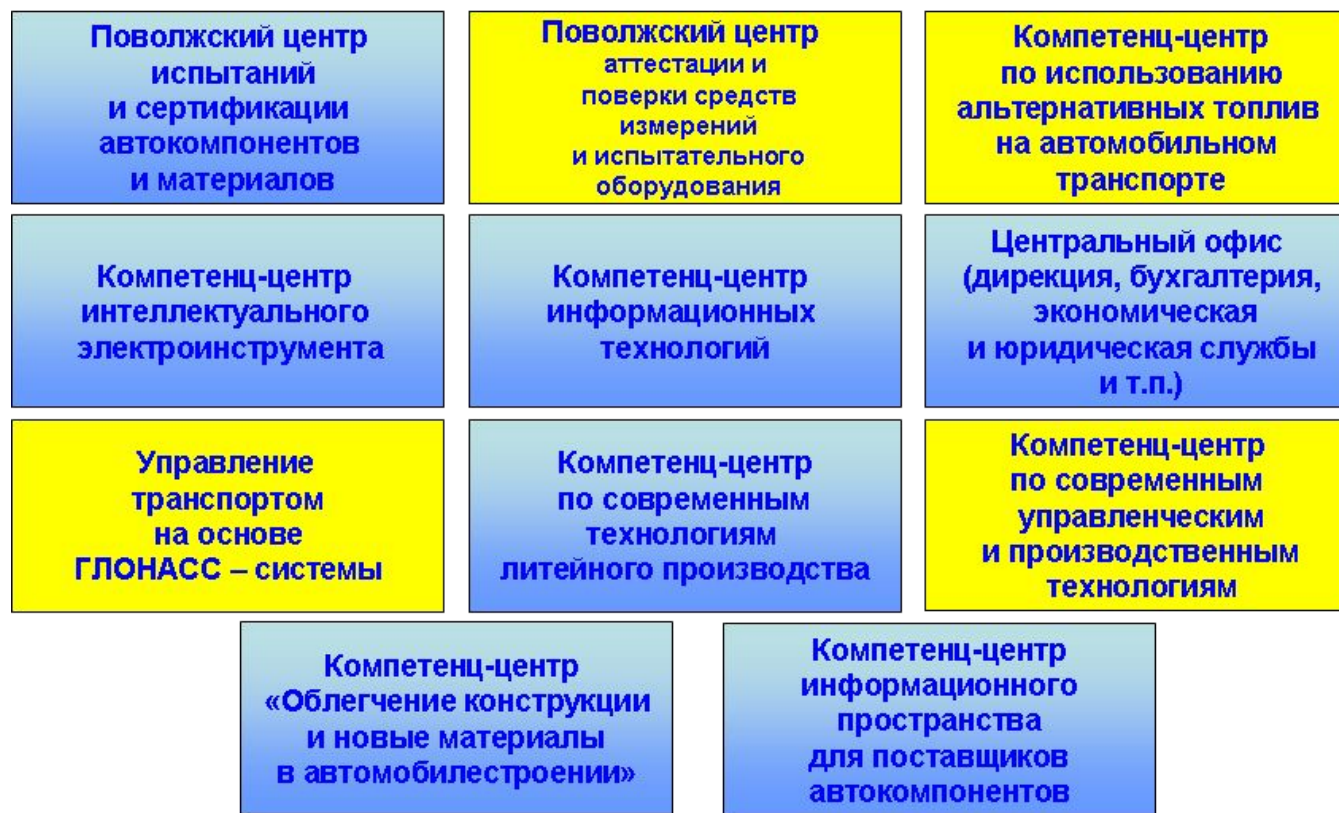 Поволжский центр
испытаний
и сертификации
автокомпонентов
и материалов
Поволжский центр
аттестации и
поверки средств
измерений
и испытательного
оборудования
Компетенц-центр
по использованию
альтернативных топлив
на автомобильном
транспорте
Компетенц-центр
интеллектуального
электроинструмента
Компетенц-центр
информационных
технологий
Центральный офис
(дирекция, бухгалтерия,
экономическая
и юридическая службы
и т.п.)
Управление
транспортом
на основе
ГЛОНАСС – системы
Компетенц-центр
по современным
технологиям
литейного производства
Компетенц-центр
по современным
управленческим
и производственным
технологиям
Компетенц-центр
«Облегчение конструкции
и новые материалы
в автомобилестроении»
Компетенц-центр
информационного
пространства
для поставщиков
автокомпонентов